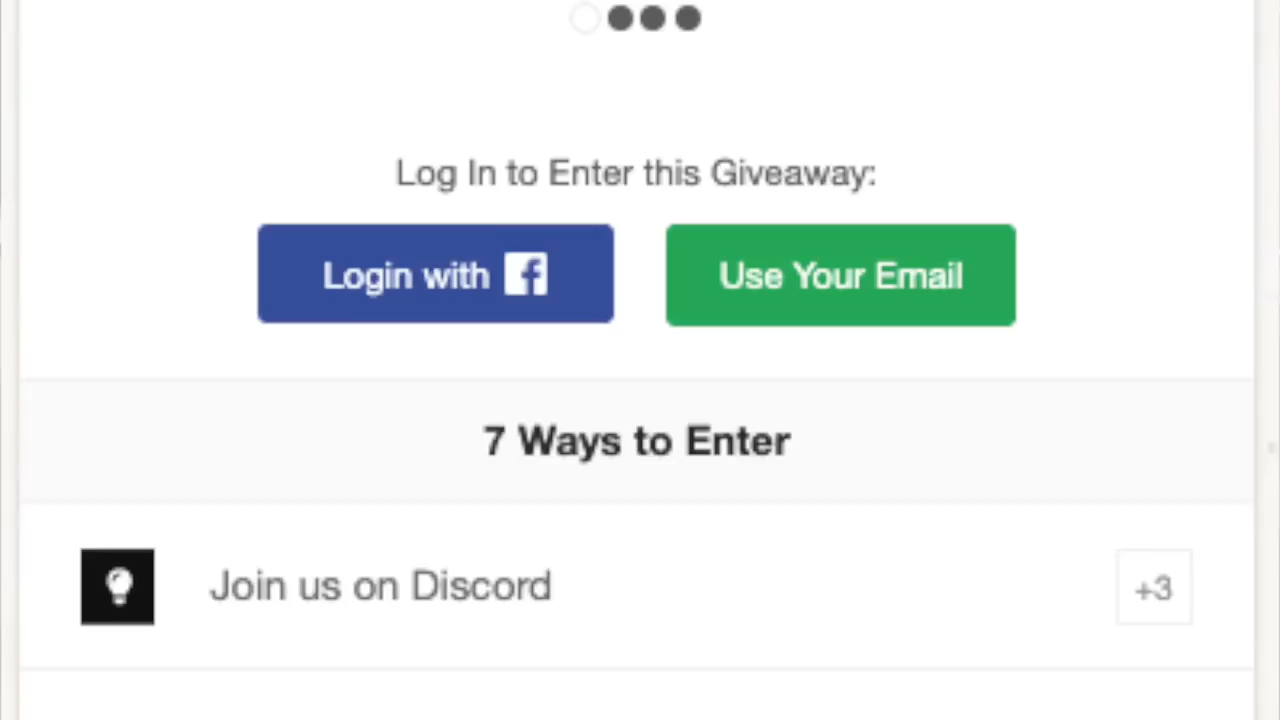 Log In to Enter this Giveaway:
Login with f
Use Your Email
7 Ways to Enter
Join us on Discord
+3